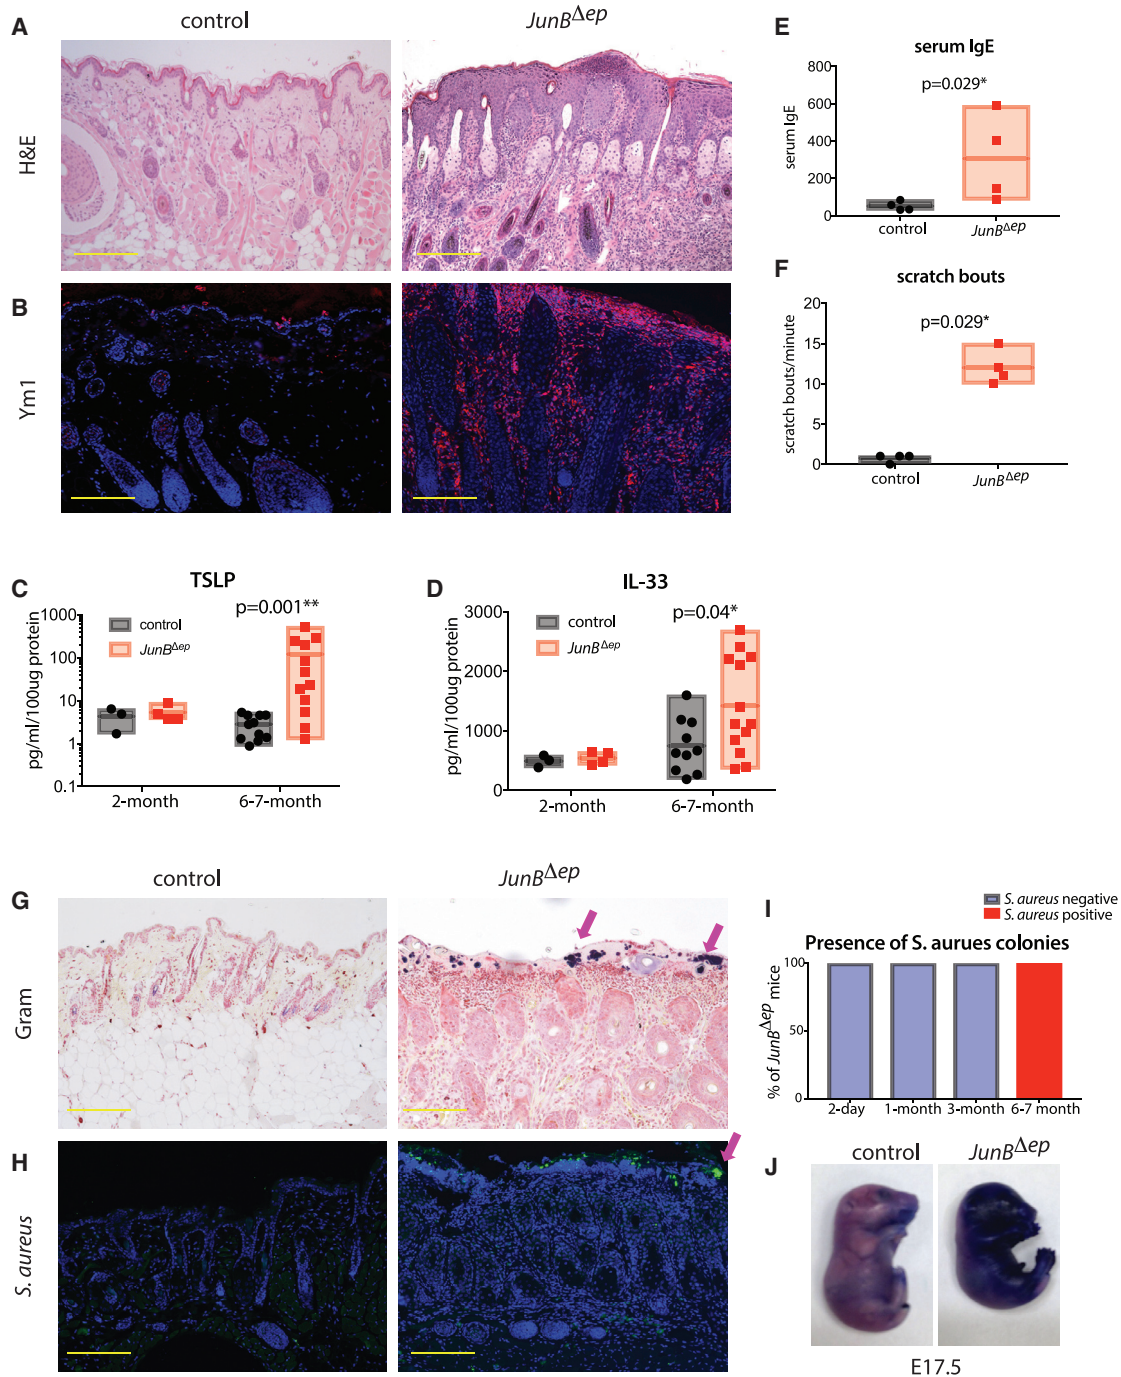 control
JunBΔep
A
H&E
B
Ym1
E
serum IgE
p=0.029*
serum IgE
800
600
400
200
0
control
JunBΔep
F
scratch bouts
p=0.029*
scratch bouts/minute
20
15
10
5
0
control
JunBΔep
C
TSLP
p=0.001**
control
JunBΔep
pg/ml/100ug protein
1000
100
10
1
0.1
2-month
6-7-month
D
IL-33
p=0.04*
control
JunBΔep
pg/ml/100ug protein
3000
2000
1000
0
2-month
6-7-month
control
JunBΔep
G
Gram
H
S. aureus
I
S. aureus negative
S. aureus positive
Presence of S. aurues colonies
% of JunBΔep mice
100
50
0
2-day
1-month
3-month
6-7 month
J
control
JunBΔep
E17.5